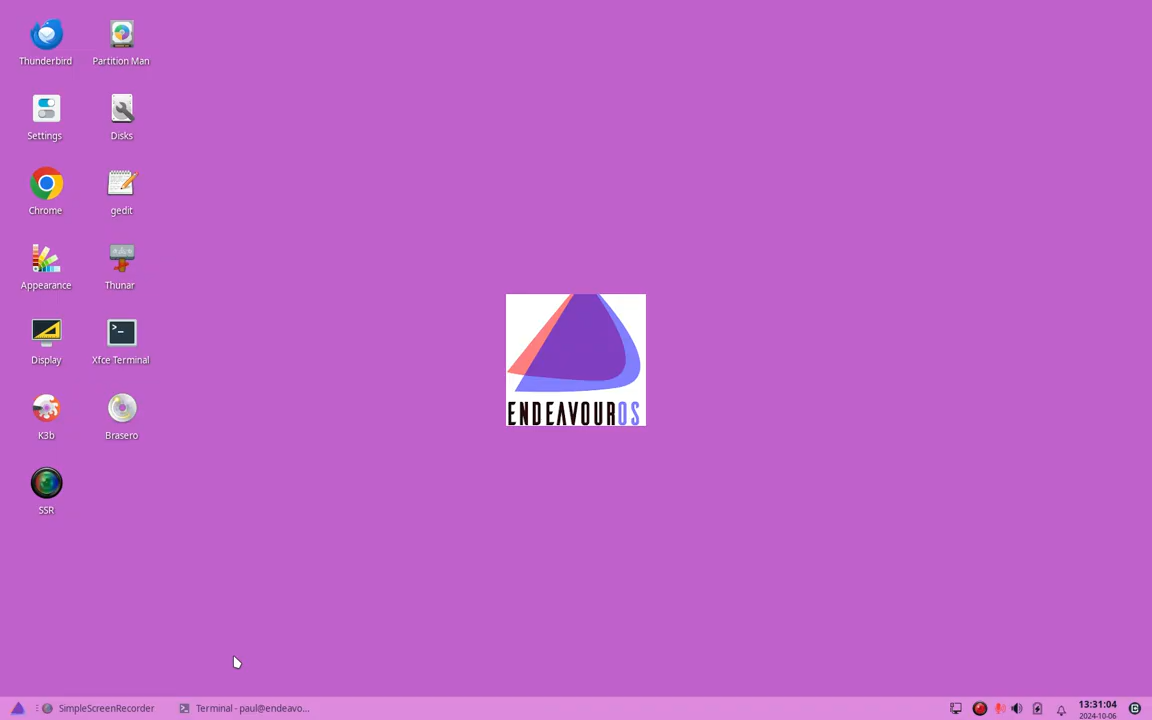 Thunderbird
Partition Man
Settings
Disks
Chrome
gedit
Appearance
Thunar
Display
Xfce Terminal
K3b
Brasero
SSR
ENDEAVOUROS
SimpleScreenRecorder
Terminal - paul@endeavo...
13:31:04
2024-10-06